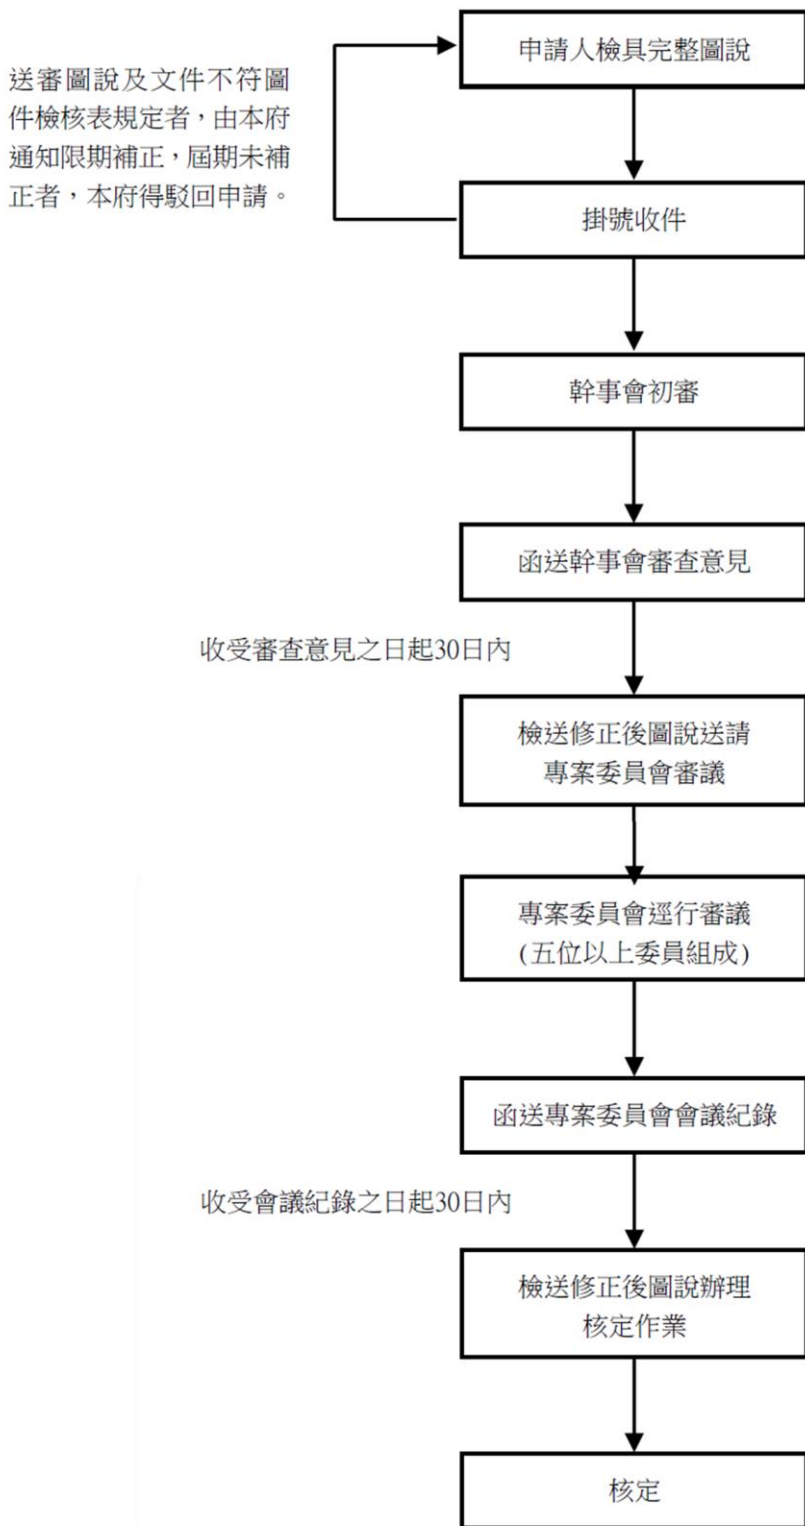 申請人檢具完整圖說
送審圖說及文件不符圖
件檢核表規定者，由本府
通知限期補正，屆期未補
正者，本府得駁回申請。
掛號收件
幹事會初審
函送幹事會審查意見
收受審查意見之日起30日內
檢送修正後圖說送請
專案委員會審議
專案委員會逕行審議
(五位以上委員組成)
函送專案委員會會議紀錄
收受會議紀錄之日起30日內
檢送修正後圖說辦理
核定作業
核定